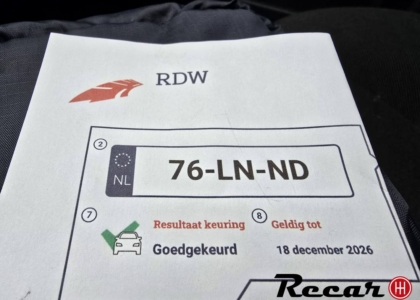 RDW
2
NL
76-LN-ND
7 Resultaat keuring 8 Geldig tot
Goedgekeurd 18 december 2026
Recar